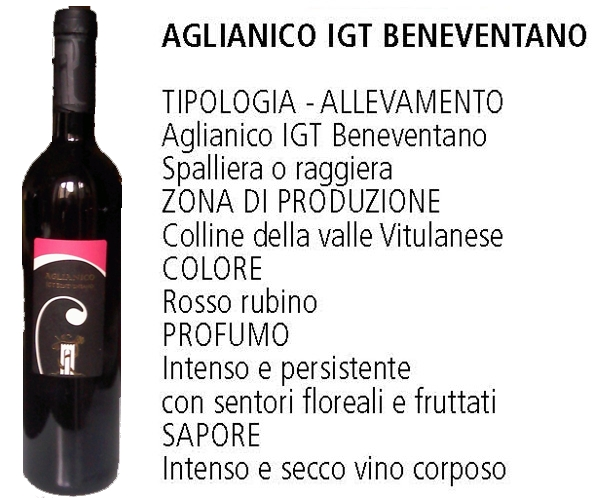 AGLIANICO IGT BENEVENTANO
TIPOLOGIA - ALLEVAMENTO
Aglianico IGT Beneventano
Spalliera o raggiera
ZONA DI PRODUZIONE
Colline della valle Vitulanese
COLORE
Rosso rubino
PROFUMO
Intenso e persistente
con sentori floreali e fruttati
SAPORE
Intenso e secco vino corposo
AGLIANICO